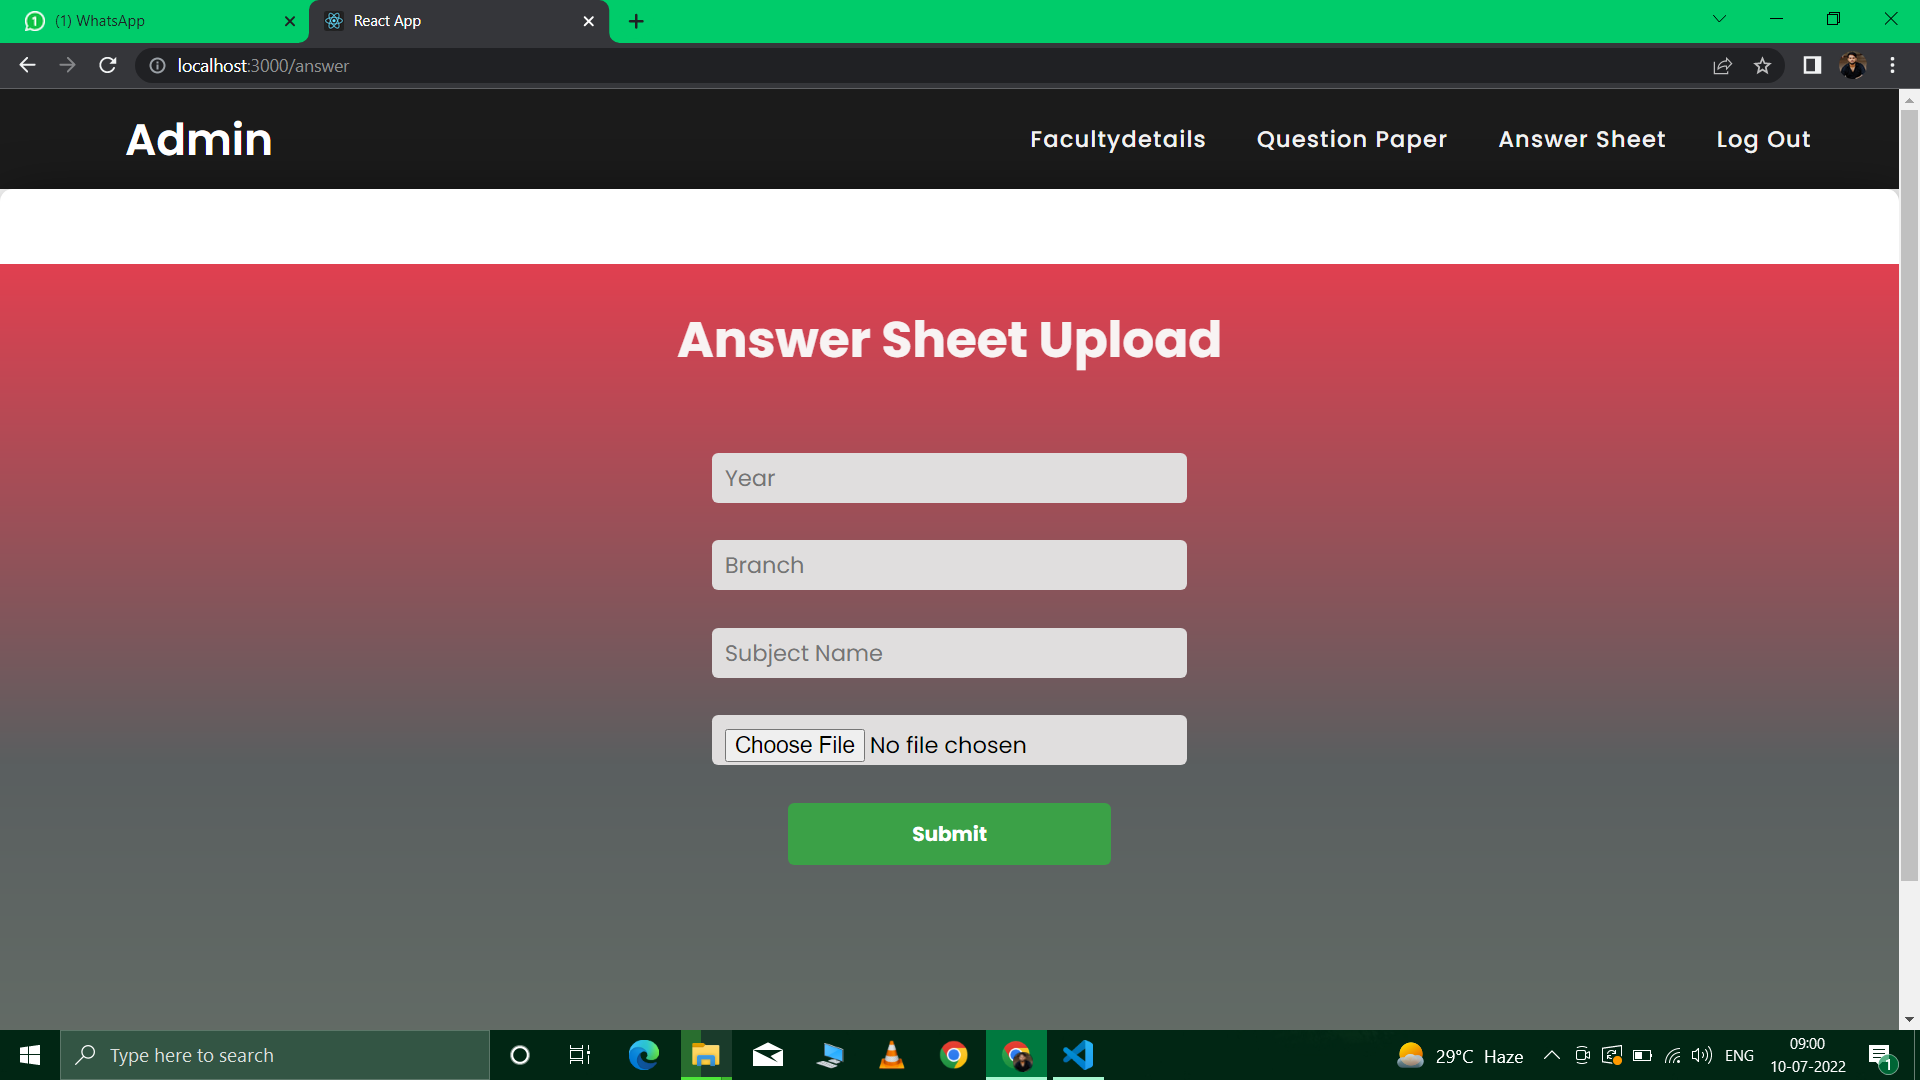 (1) WhatsApp
React App
localhost:3000/answer
Admin
Facultydetails
Question Paper
Answer Sheet
Log Out
Answer Sheet Upload
Year
Branch
Subject Name
Choose File No file chosen
Submit
Type here to search
29°C Haze
ENG
09:00
10-07-2022
1